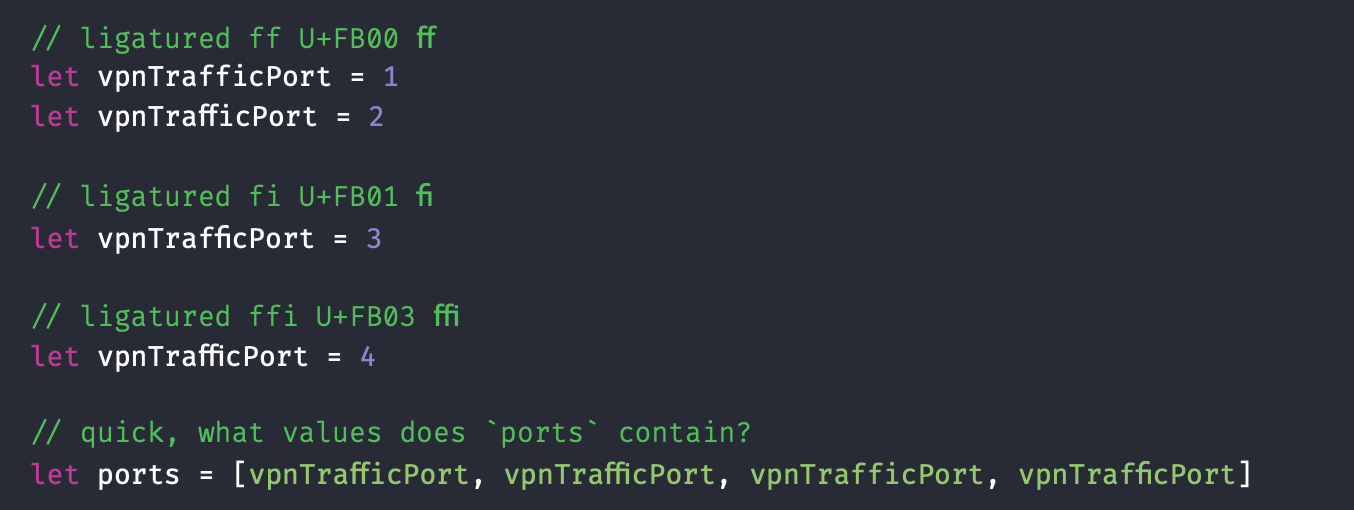 // ligatured ff U+FB00 ff
let vpnTrafficPort = 1
let vpnTrafficPort = 2
// ligatured fi U+FB01 fi
let vpnTrafficPort = 3
// ligatured ffi U+FB03 ffi
let vpnTrafficPort = 4
// quick, what values does `ports` contain?
let ports = [vpnTrafficPort, vpnTrafficPort, vpnTrafficPort, vpnTrafficPort]